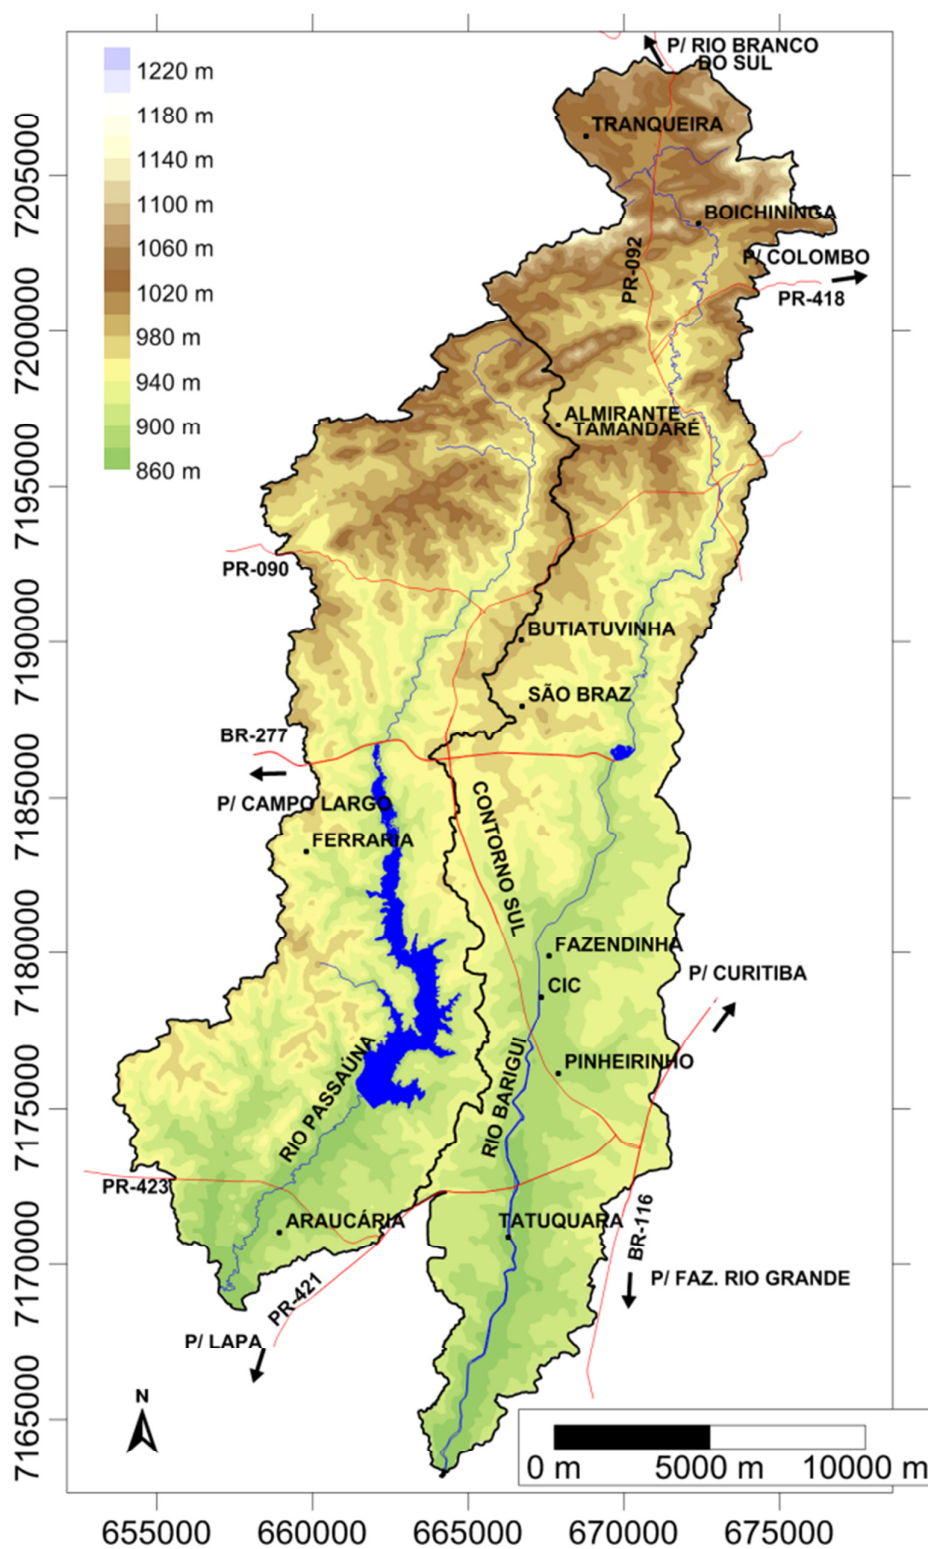 P/ RIO BRANCO
DO SUL
1220 m
1180 m
1140 m
1100 m
1060 m
1020 m
980 m
940 m
900 m
860 m
TRANQUEIRA
BOICHININGA
P/ COLOMBO
PR-418
PR-092
ALMIRANTE
TAMANDARÉ
PR-090
BUTIATUVINHA
SÃO BRAZ
BR-277
P/ CAMPO LARGO
FERRARIA
CONTORNO SUL
FAZENDINHA
CIC
P/ CURITIBA
PINHEIRINHO
RIO PASSAÚNA
RIO BARIGUI
PR-423
ARAUCÁRIA
TATUQUARA
BR-116
PR-421
P/ FAZ. RIO GRANDE
P/ LAPA
N
0 m 5000 m 10000 m
7205000
7200000
7195000
7190000
7185000
7180000
7175000
7170000
7165000
655000 660000 665000 670000 675000